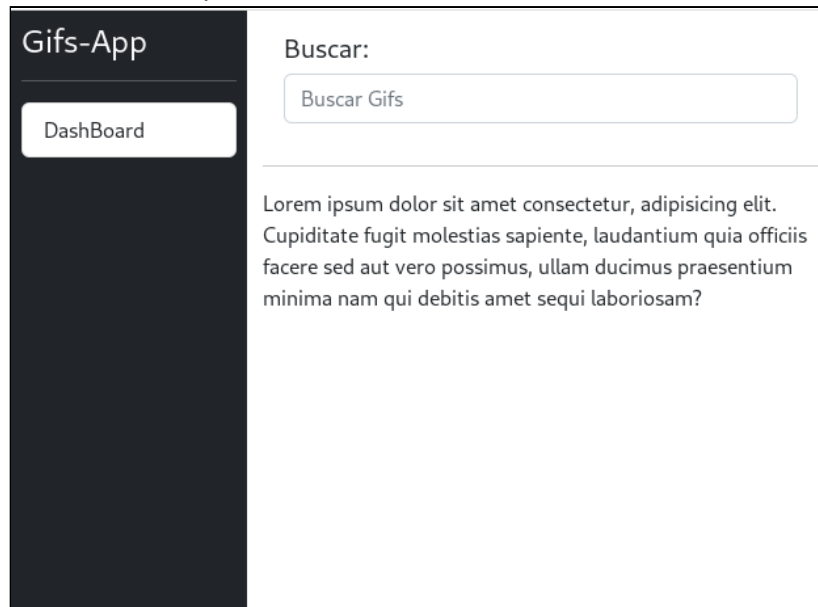 Gifs-App
DashBoard
Buscar:
Buscar Gifs
Lorem ipsum dolor sit amet consectetur, adipisicing elit.
Cupiditate fugit molestias sapiente, laudantium quia officiis
facere sed aut vero possimus, ullam ducimus praesentium
minima nam qui debitis amet sequi laboriosam?